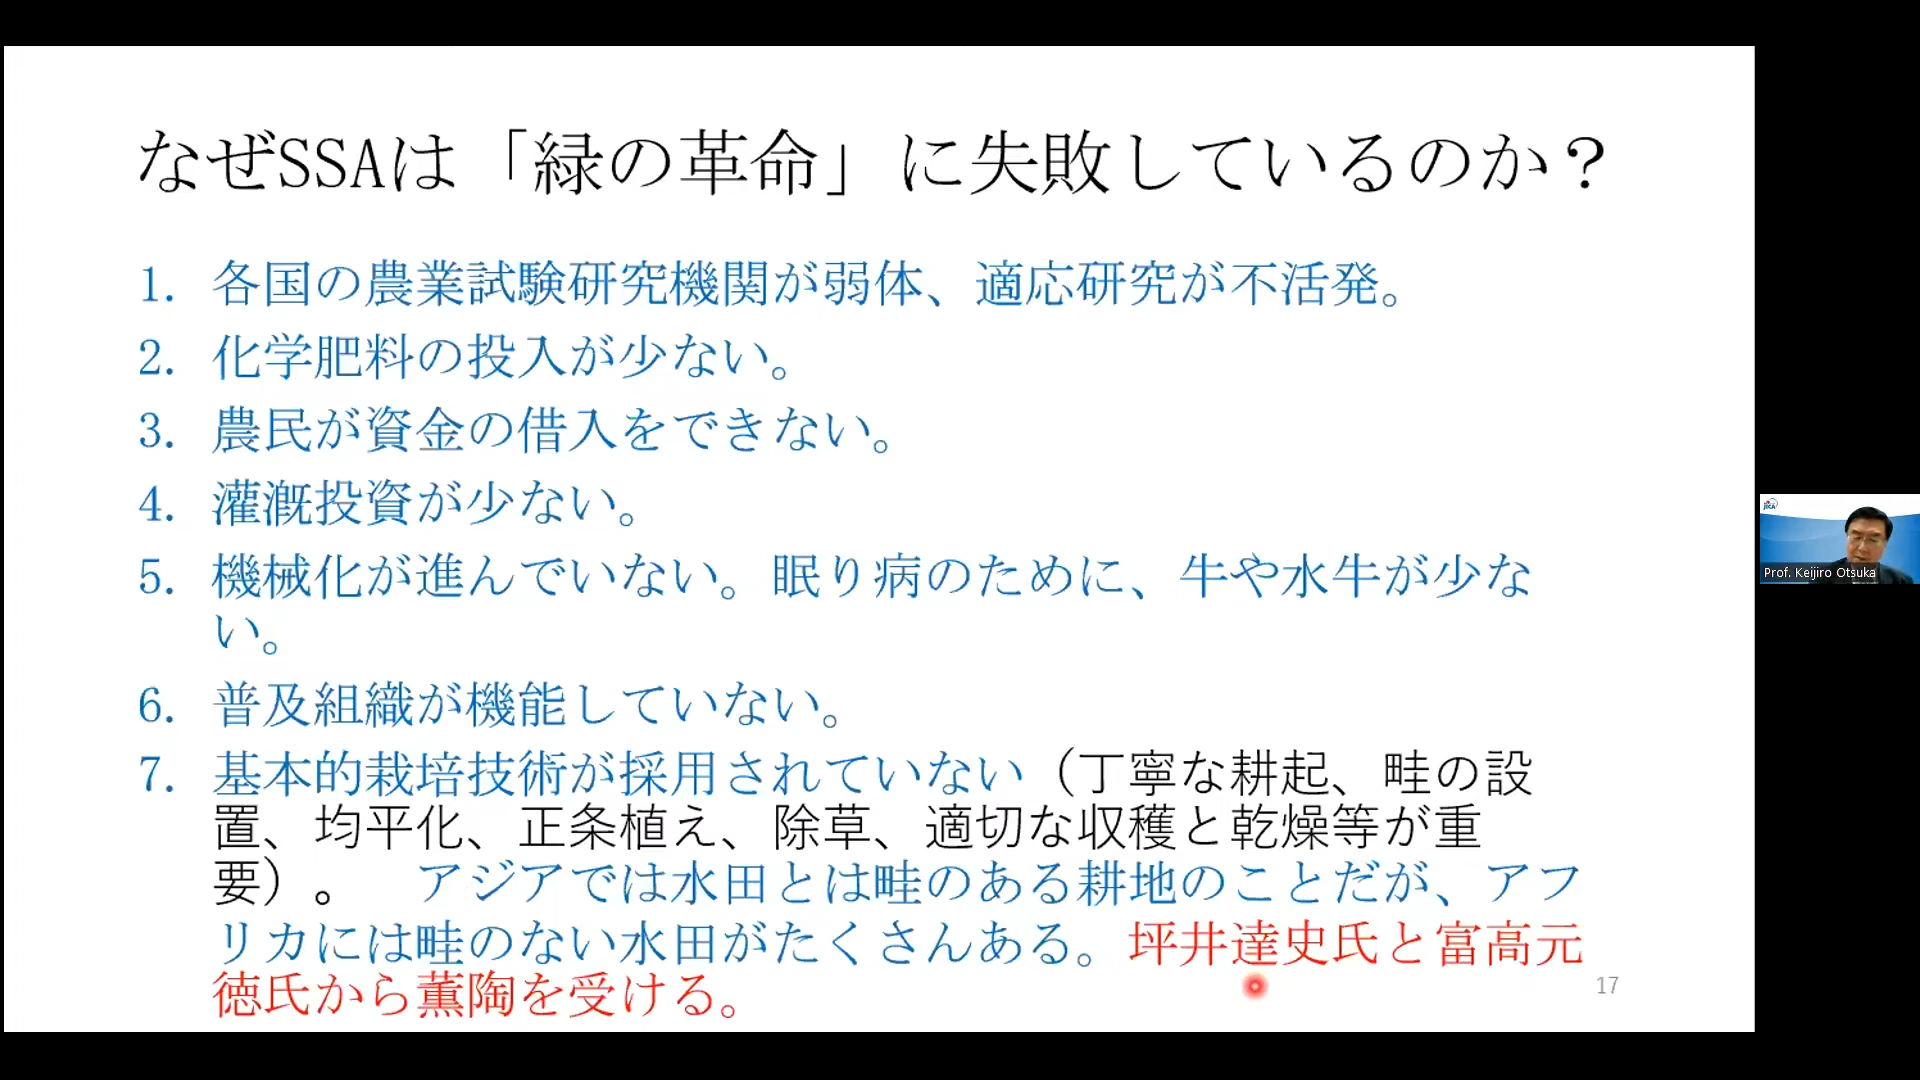 なぜSSAは「緑の革命」に失敗しているのか？
1. 各国の農業試験研究機関が弱体、適応研究が不活発。
2. 化学肥料の投入が少ない。
3. 農民が資金の借入をできない。
4. 灌漑投資が少ない。
5. 機械化が進んでいない。眠り病のために、牛や水牛が少な
い。
6. 普及組織が機能していない。
7. 基本的栽培技術が採用されていない（丁寧な耕起、畦の設
置、均平化、正条植え、除草、適切な収穫と乾燥等が重
要）。　アジアでは水田とは畦のある耕地のことだが、アフ
リカには畦のない水田がたくさんある。坪井達史氏と富高元
徳氏から薫陶を受ける。
17
JICA
Prof. Keijiro Otsuka